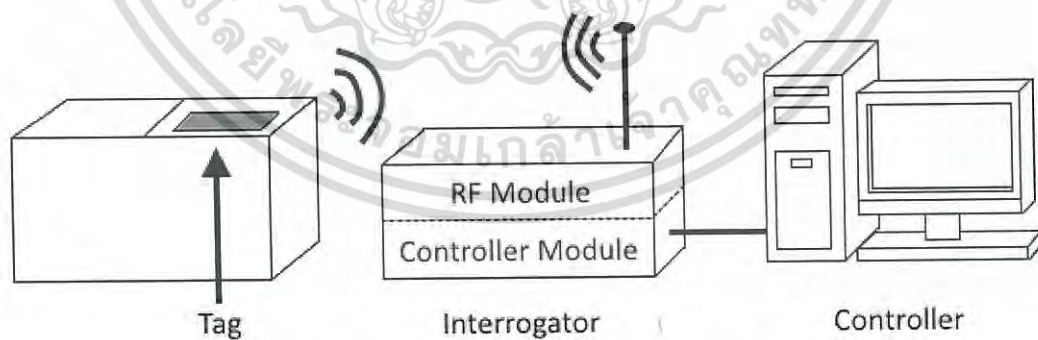 RF Module
Controller Module
Tag
Interrogator
Controller